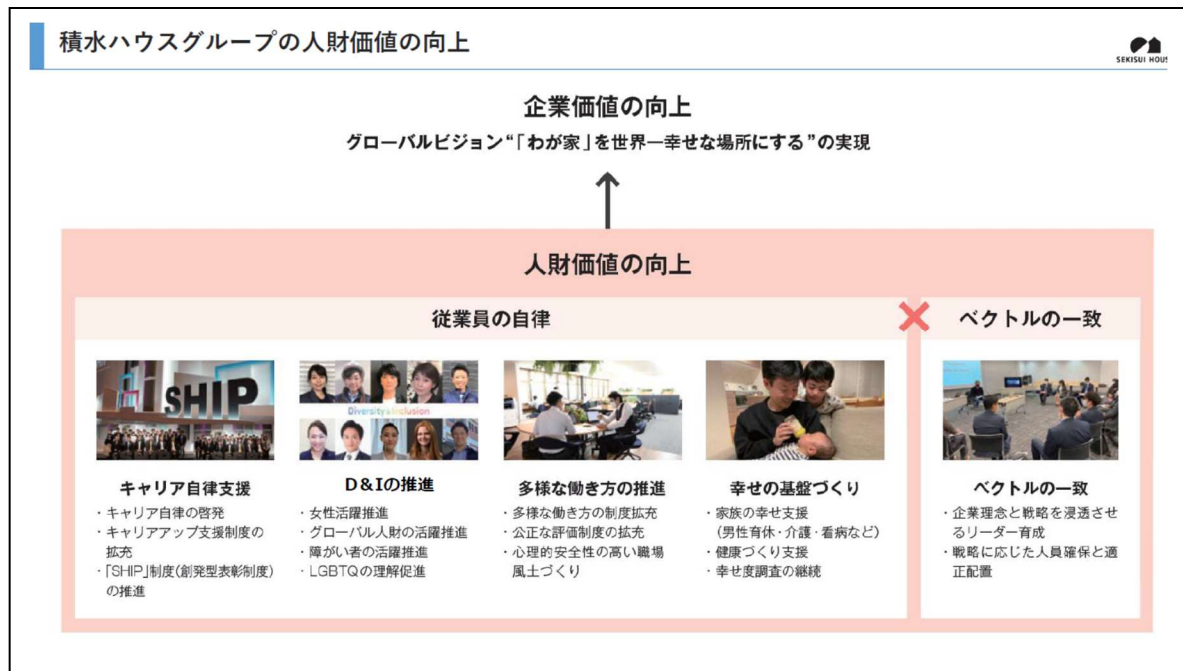 積水ハウスグループの人財価値の向上
SEKISUI HOUS
企業価値の向上
グローバルビジョン“「わが家」を世界一幸せな場所にする”の実現
人財価値の向上
従業員の自律
ベクトルの一致
SHIP
Diversity & Inclusion
キャリア自律支援
・キャリア自律の啓発
・キャリアアップ支援制度の
拡充
・「SHIP」制度(創発型表彰制度)
の推進
D&Iの推進
・女性活躍推進
・グローバル人財の活躍推進
・障がい者の活躍推進
・LGBTQの理解促進
多様な働き方の推進
・多様な働き方の制度拡充
・公正な評価制度の拡充
・心理的安全性の高い職場
風土づくり
幸せの基盤づくり
・家族の幸せ支援
(男性育休・介護・看病など)
・健康づくり支援
・幸せ度調査の継続
ベクトルの一致
・企業理念と戦略を浸透させ
るリーダー育成
・戦略に応じた人員確保と適
正配置